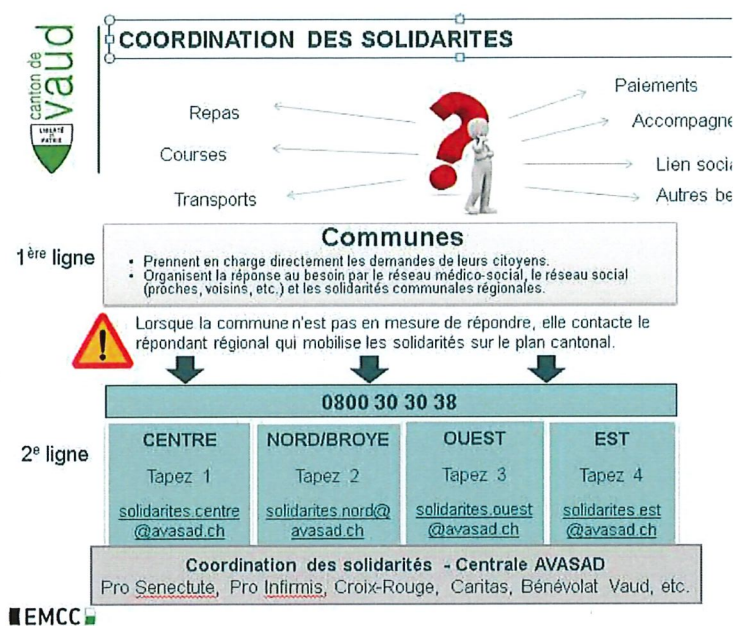 canton de
vaud
LIBERTÉ
ET
PATRIE
COORDINATION DES SOLIDARITES
Repas
Courses
Transports
Paiements
Accompagne
Lien socia
Autres be
1ère ligne
Communes
• Prennent en charge directement les demandes de leurs citoyens.
• Organisent la réponse au besoin par le réseau médico-social, le réseau social
(proches, voisins, etc.) et les solidarités communales régionales.
Lorsque la commune n'est pas en mesure de répondre, elle contacte le
répondant régional qui mobilise les solidarités sur le plan cantonal.
0800 30 30 38
2e ligne
CENTRE
Tapez 1
solidarites.centre
@avasad.ch
NORD/BROYE
Tapez 2
solidarites.nord@
avasad.ch
OUEST
Tapez 3
solidarites.ouest
@avasad.ch
EST
Tapez 4
solidarites.est
@avasad.ch
Coordination des solidarités - Centrale AVASAD
Pro Senectute, Pro Infirmis, Croix-Rouge, Caritas, Bénévolat Vaud, etc.
EMCC